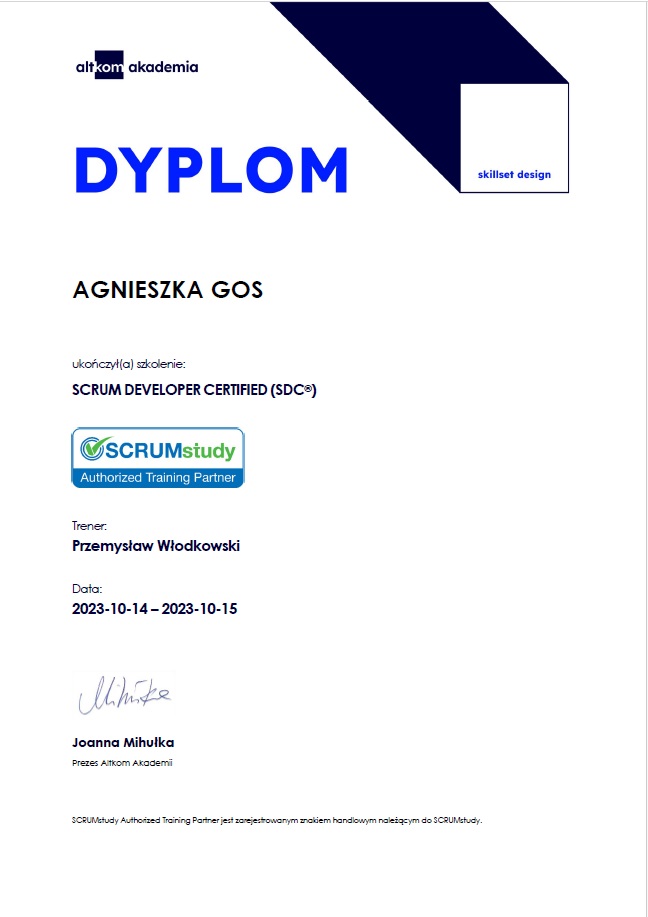 altkom akademia
DYPLOM
skillset design
AGNIESZKA GOS
ukończył(a) szkolenie:
SCRUM DEVELOPER CERTIFIED (SDC®)
SCRUMstudy
Authorized Training Partner
Trener:
Przemysław Włodkowski
Data:
2023-10-14 – 2023-10-15
Mihułka
Joanna Mihułka
Prezes Altkom Akademii
SCRUMstudy Authorized Training Partner jest zarejestrowanym znakiem handlowym należącym do SCRUMstudy.